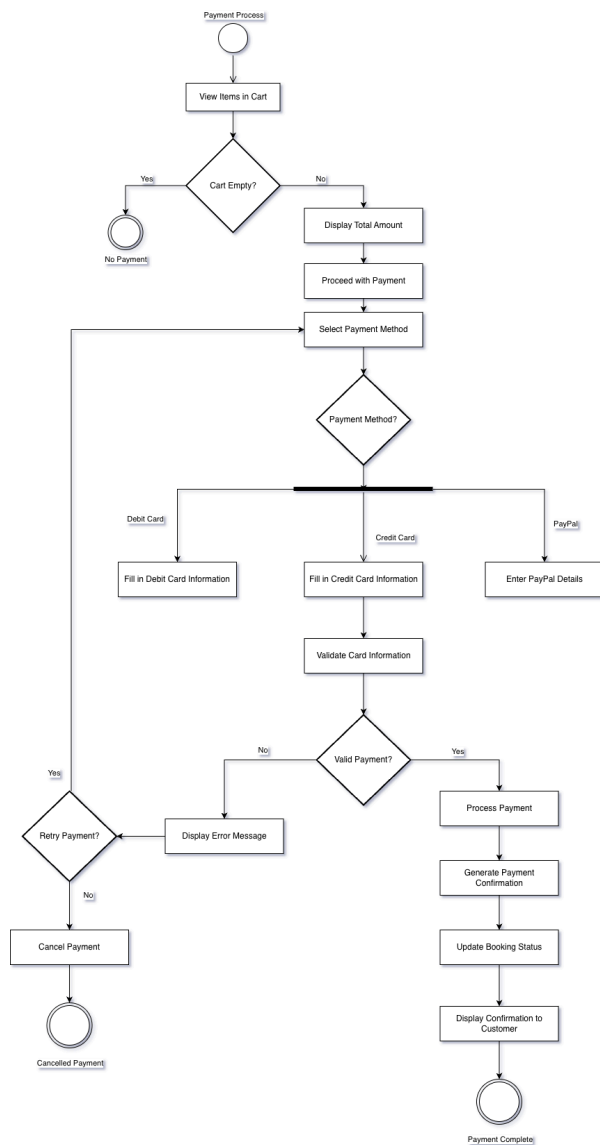 Payment Process
View Items in Cart
Cart Empty?
Yes
No
No Payment
Display Total Amount
Proceed with Payment
Select Payment Method
Payment Method?
Debit Card
Credit Card
PayPal
Fill in Debit Card Information
Fill in Credit Card Information
Enter PayPal Details
Validate Card Information
Valid Payment?
No
Yes
Yes
Process Payment
Retry Payment?
Display Error Message
Generate Payment
Confirmation
No
Cancel Payment
Update Booking Status
Display Confirmation to
Customer
Cancelled Payment
Payment Complete